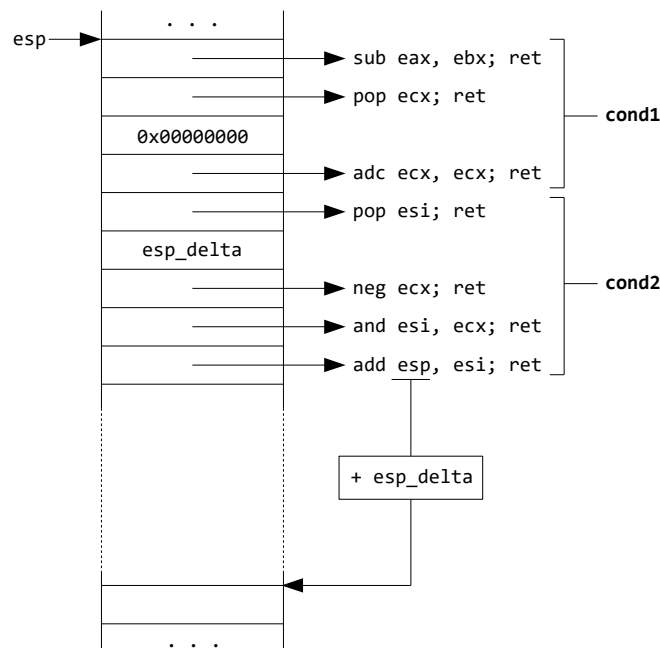 . . .
esp
sub eax, ebx; ret
pop ecx; ret
cond1
0x00000000
adc ecx, ecx; ret
pop esi; ret
esp_delta
cond2
neg ecx; ret
and esi, ecx; ret
add esp, esi; ret
+ esp_delta
. . .